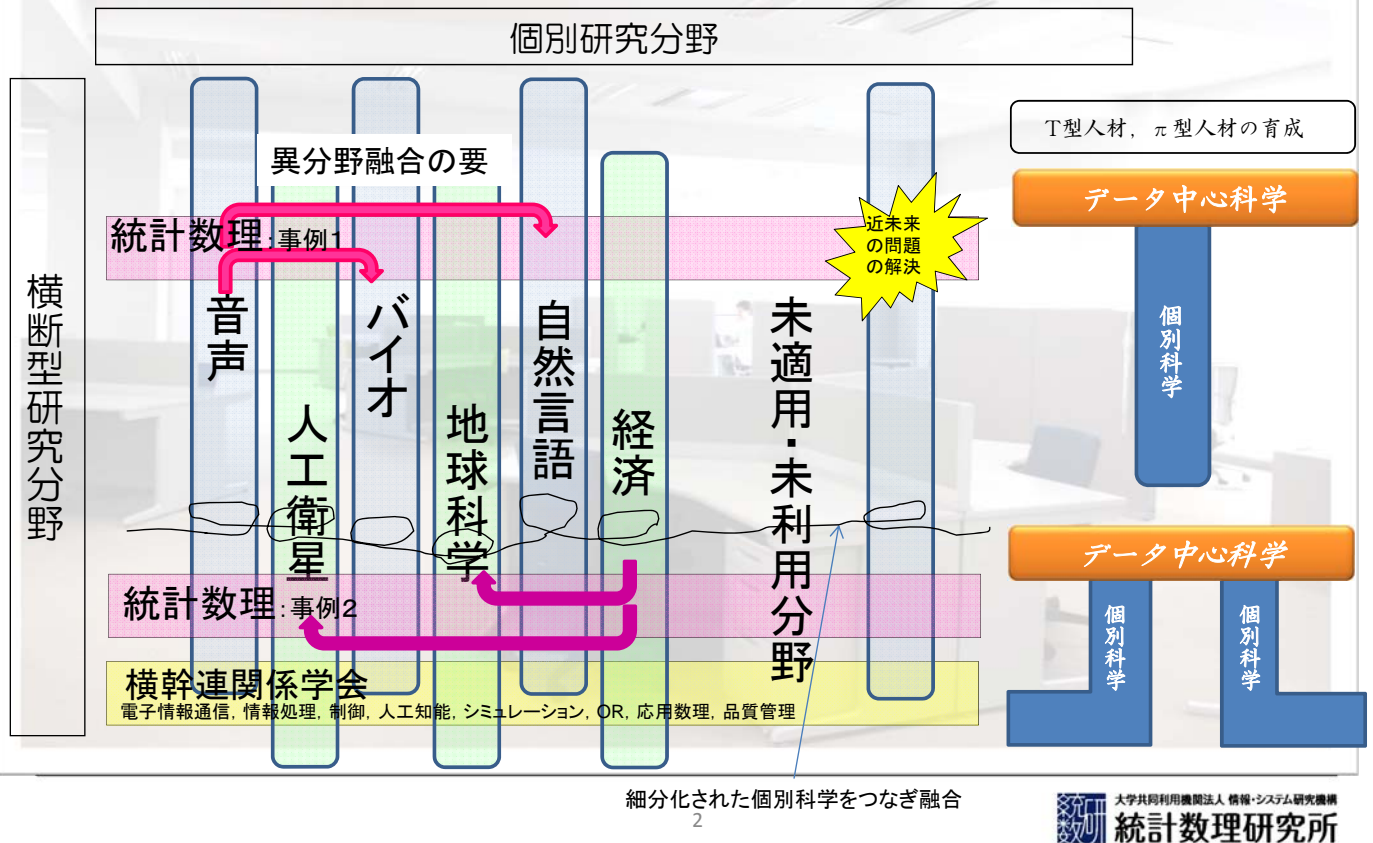 個別研究分野
横断型研究分野
異分野融合の要
統計数理:事例1
近未来
の問題
の解決
音声
人工衛星
バイオ
地球科学
自然言語
経済
未適用・未利用分野
統計数理:事例2
横幹連関係学会
電子情報通信, 情報処理, 制御, 人工知能, シミュレーション, OR, 応用数理, 品質管理
T型人材, π型人材の育成
データ中心科学
個別科学
データ中心科学
個別科学
個別科学
細分化された個別科学をつなぎ融合
2
統数研
大学共同利用機関法人 情報・システム研究機構
統計数理研究所